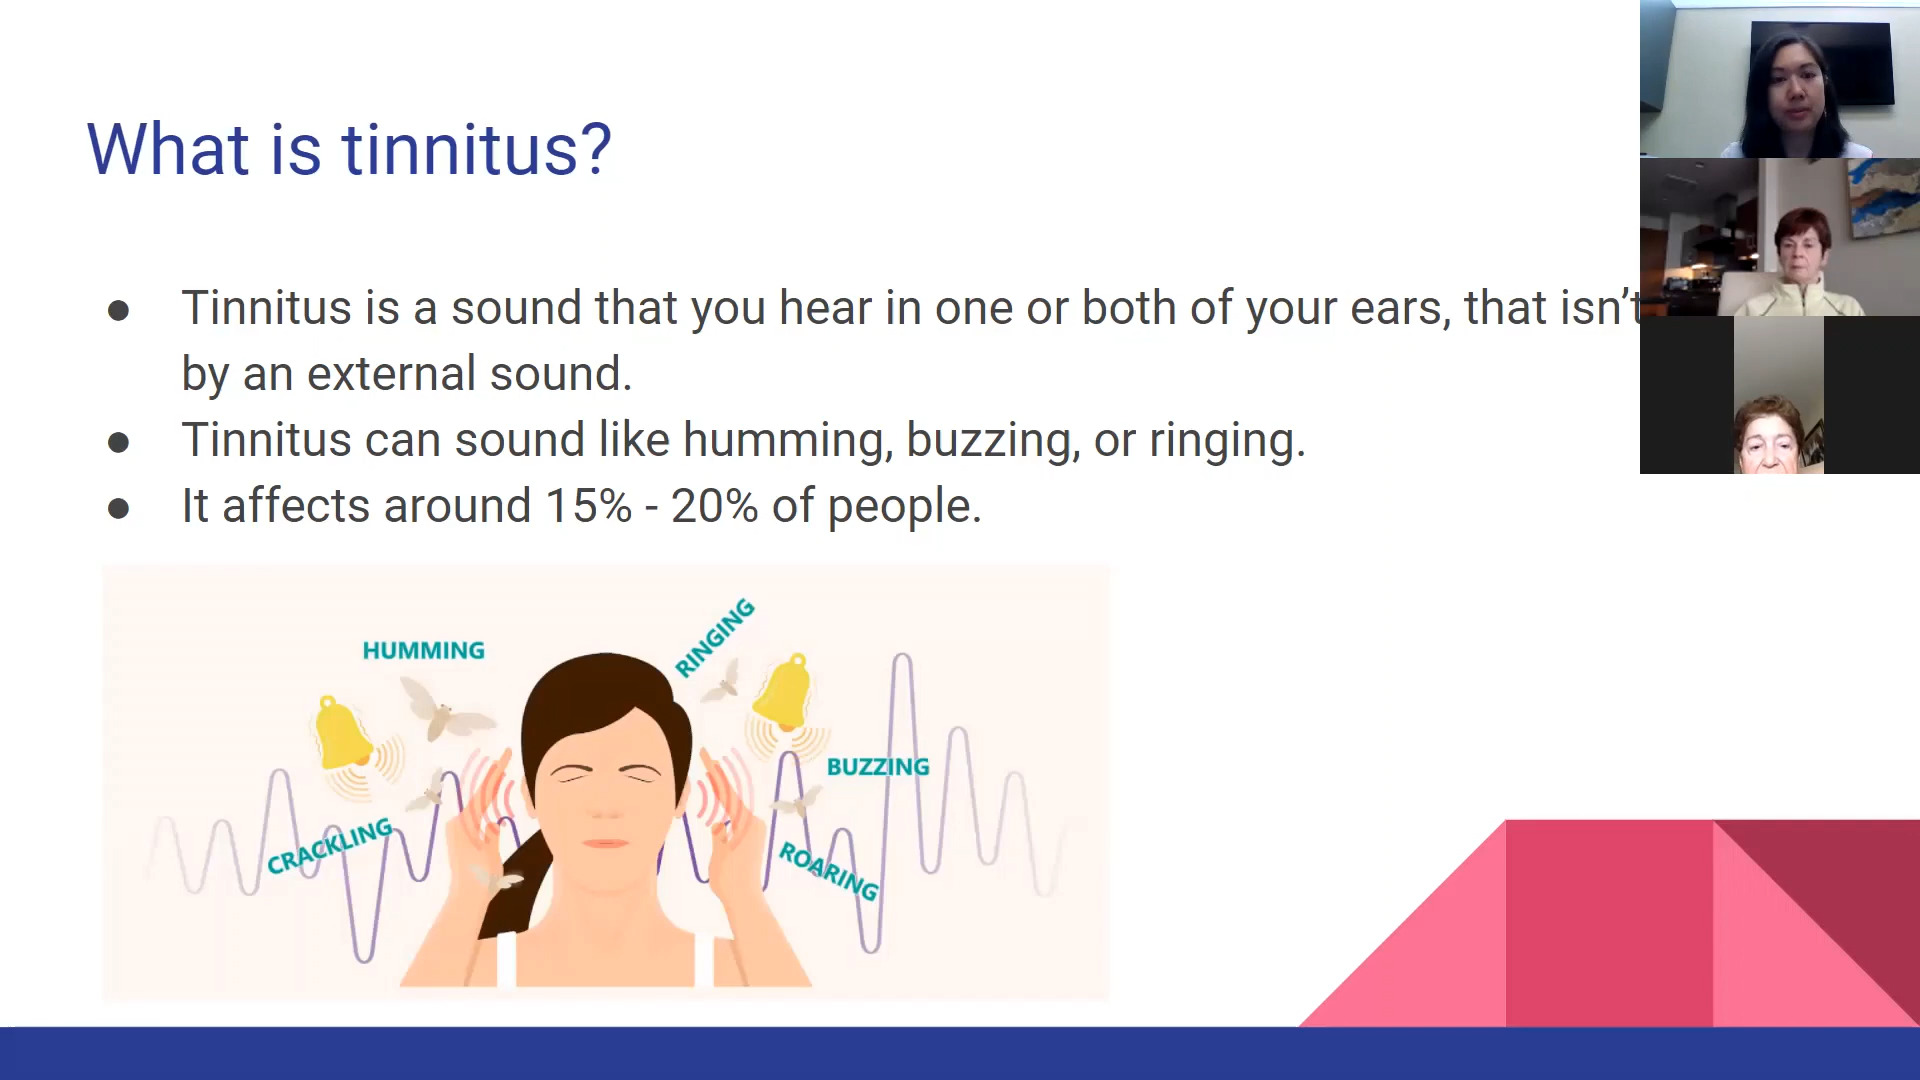 What is tinnitus?
● Tinnitus is a sound that you hear in one or both of your ears, that isn’t
by an external sound.
● Tinnitus can sound like humming, buzzing, or ringing.
● It affects around 15% - 20% of people.
HUMMING
RINGING
BUZZING
CRACKLING
ROARING